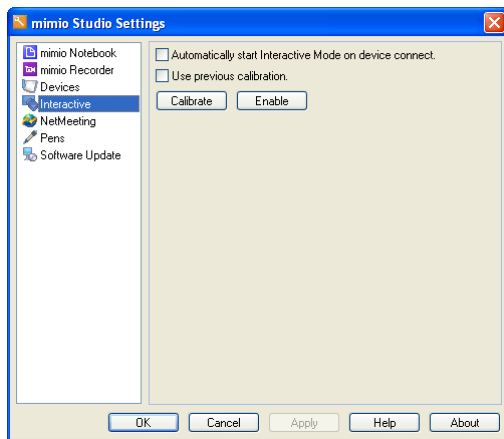 mimio Studio Settings
mimio Notebook
mimio Recorder
Devices
Interactive
NetMeeting
Pens
Software Update
Automatically start Interactive Mode on device connect.
Use previous calibration.
Calibrate Enable
OK Cancel Apply Help About